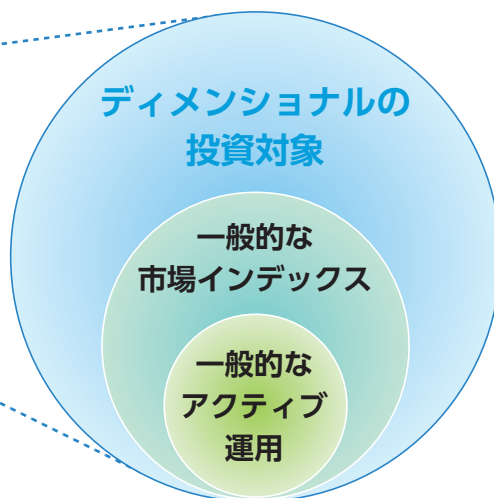 ディメンショナルの
投資対象
一般的な
市場インデックス
一般的な
アクティブ
運用